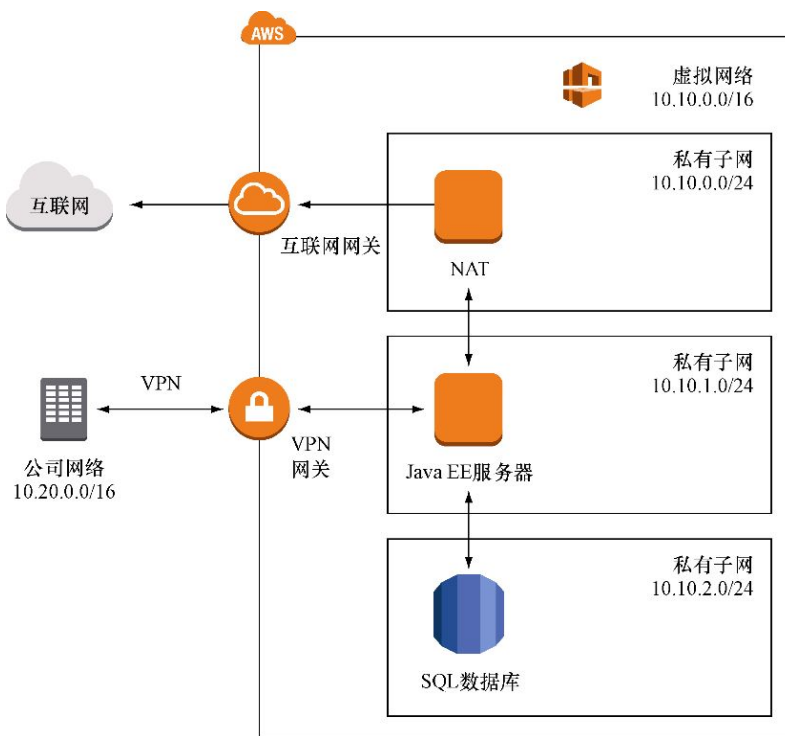 AWS
虚拟网络
10.10.0.0/16
私有子网
10.10.0.0/24
互联网
互联网网关
NAT
私有子网
10.10.1.0/24
VPN
公司网络
10.20.0.0/16
VPN
网关
Java EE服务器
私有子网
10.10.2.0/24
SQL数据库